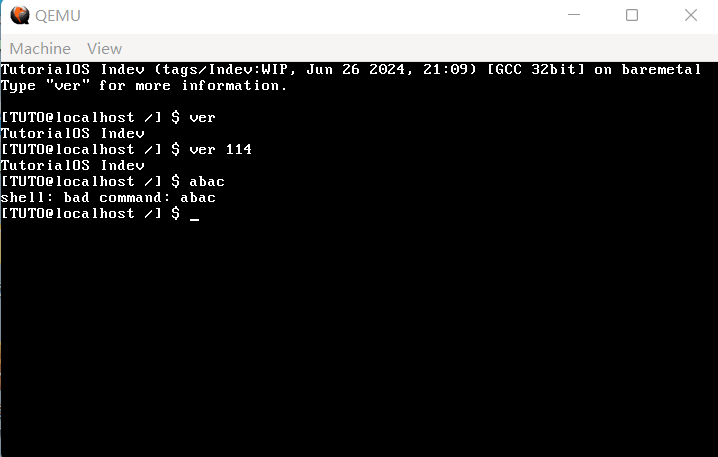 QEMU
Machine View
TutorialOS Indev (tags/Indev:WIP, Jun 26 2024, 21:09) [GCC 32bit] on baremetal
Type "ver" for more information.
[TUTO@localhost /] $ ver
TutorialOS Indev
[TUTO@localhost /] $ ver 114
TutorialOS Indev
[TUTO@localhost /] $ abac
shell: bad command: abac
[TUTO@localhost /] $ _